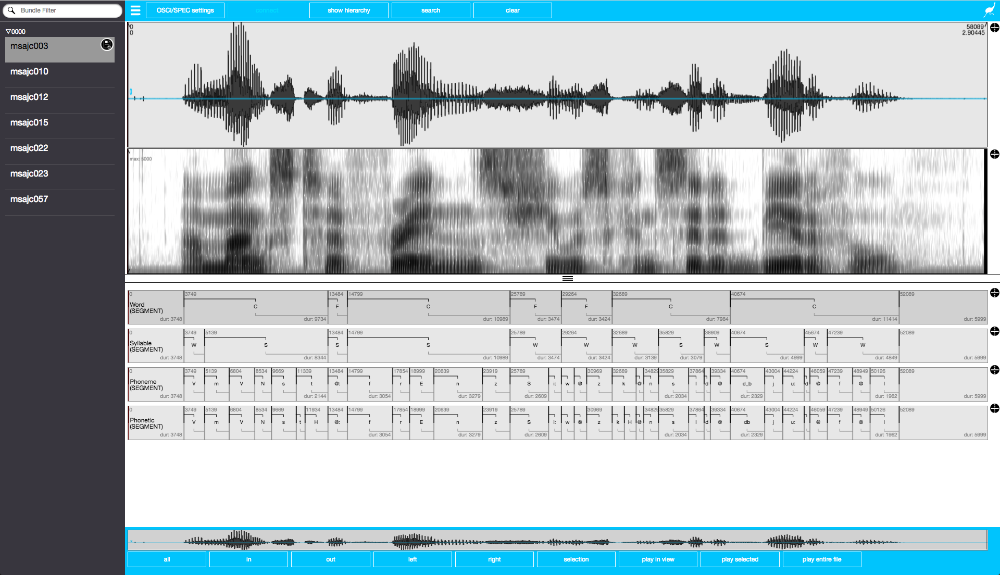 Bundle Filter
OSCI/SPEC settings connect show hierarchy search clear
▽0000
msajc003
msajc010
msajc012
msajc015
msajc022
msajc023
msajc057
0 58089
0 2.90445
0
max: 5000
0 3749 13484 14799 25789 29264 32689 40674 52089
Word
(SEGMENT)
C F C F F C C
dur: 3748 dur: 9734 dur: 10989 dur: 3474 dur: 3424 dur: 7984 dur: 11414 dur: 5999
0 3749 5139 13484 14799 25789 29264 32689 35829 38909 40674 45674 47239 52089
Syllable
(SEGMENT)
W S S S W W W S W S W W
dur: 3748 dur: 8344 dur: 10989 dur: 3474 dur: 3424 dur: 3139 dur: 3079 dur: 4999 dur: 4849 dur: 5999
0 3749 5139 6804 8534 9669 11339 13484 14799 17854 18999 20639 23919 25789 30969 32689 34829 35829 37864 39334 40674 43004 44224 46059 47239 48949 50126 52089
Phoneme
(SEGMENT)
V m V N s t @: f r E n z S i: w @ z k @ n s I d @ d_b j u: d @ f @ l
dur: 3748 dur: 2144 dur: 3054 dur: 3279 dur: 2609 dur: 2034 dur: 2329 dur: 1962 dur: 5999
0 3749 5139 6804 8534 9669 11934 13484 14799 17854 18999 20639 23919 25789 30969 32689 34829 35829 37864 39334 40674 43004 44224 46059 47239 48949 50126 52089
Phonetic
(SEGMENT)
V m V N s t H @: f r E n z S i: w @ z k H @ n s I d @ db j u: @ f @ l
dur: 3748 dur: 3054 dur: 3279 dur: 2609 dur: 2034 dur: 2329 dur: 1962 dur: 5999
all in out left right selection play in view play selected play entire file